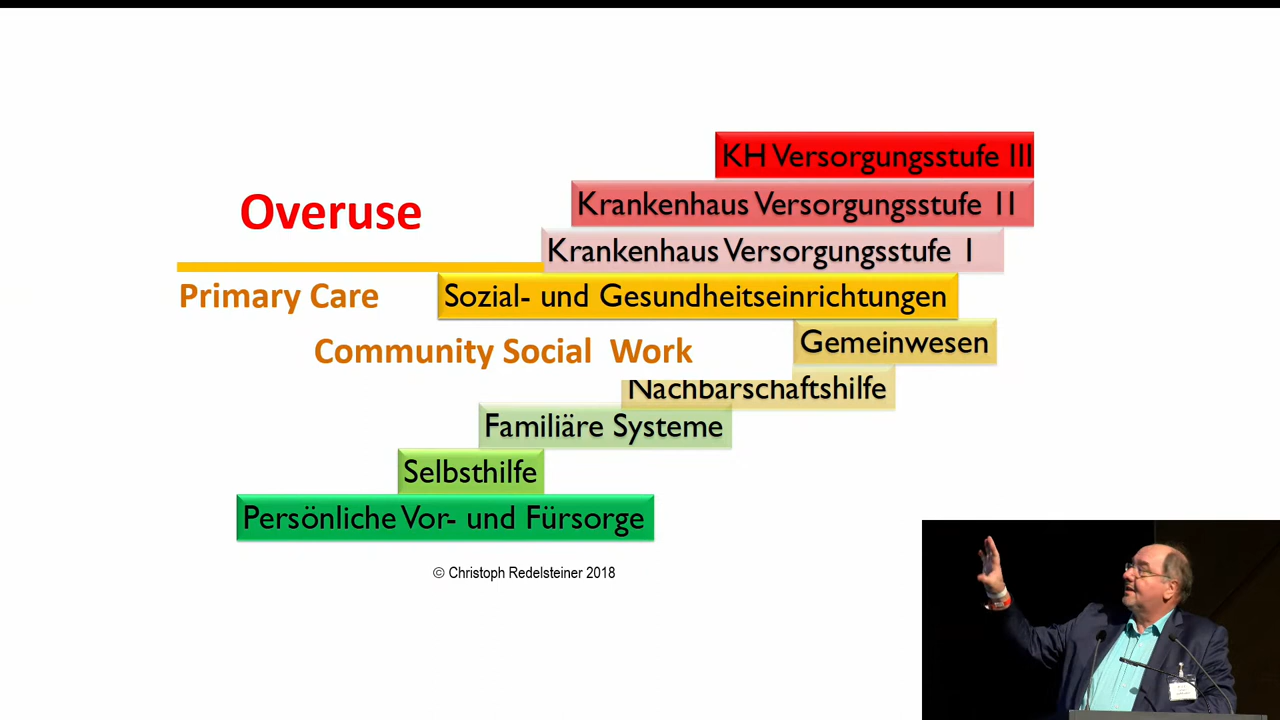 KH Versorgungsstufe III
Krankenhaus Versorgungsstufe II
Overuse
Krankenhaus Versorgungsstufe I
Primary Care
Sozial- und Gesundheitseinrichtungen
Gemeinwesen
Community Social Work
Nachbarschaftshilfe
Familiäre Systeme
Selbsthilfe
Persönliche Vor- und Fürsorge
© Christoph Redelsteiner 2018